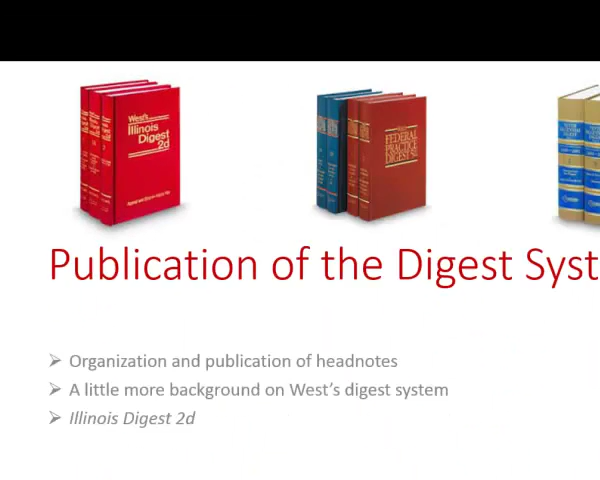 West's
Illinois
Digest
2d
FEDERAL
PRACTICE
DIGEST
Publication of the Digest Syst
Organization and publication of headnotes
A little more background on West's digest system
Illinois Digest 2d